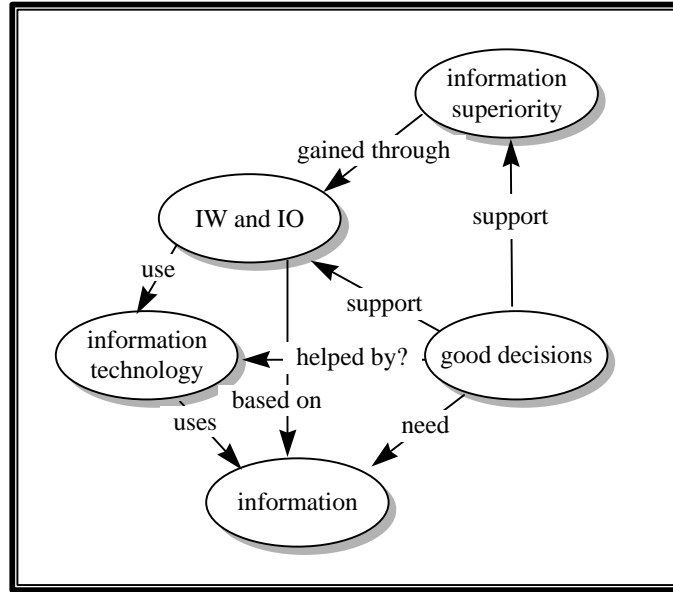 information
superiority
gained through
IW and IO
support
use
support
information
technology
helped by?
good decisions
based on
uses
need
information